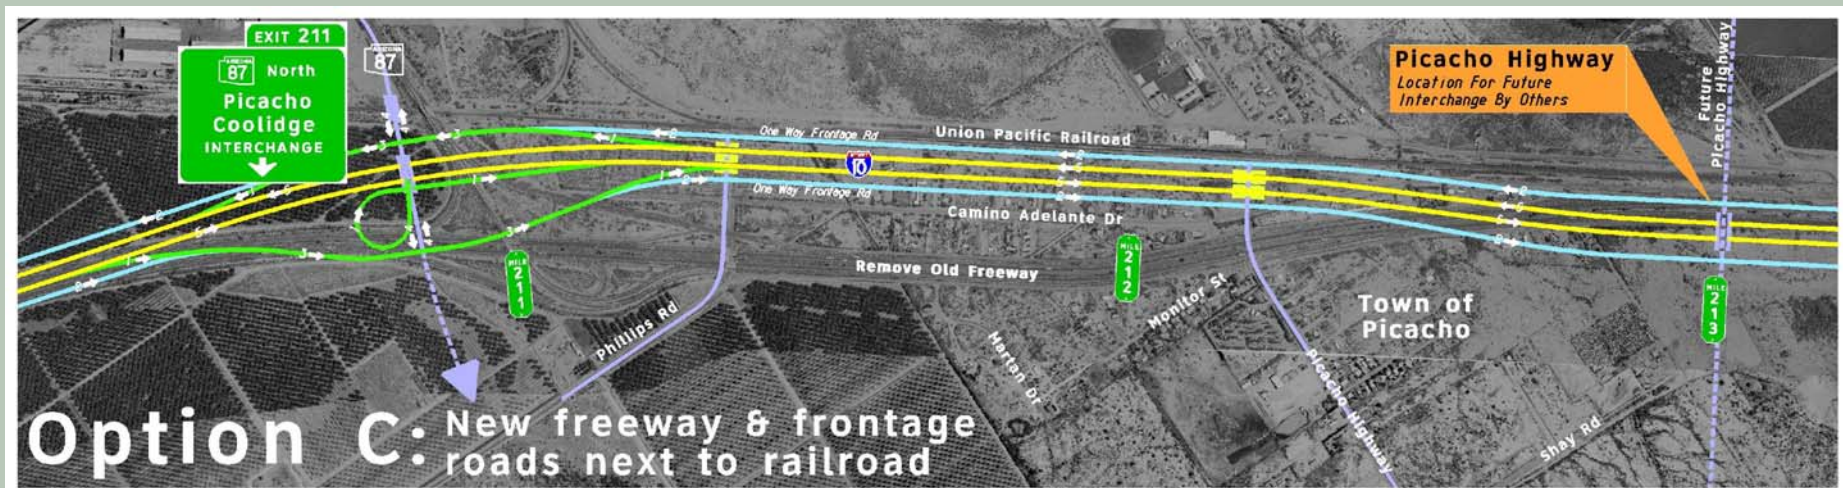 EXIT 211
ARIZONA
87 North
Picacho
Coolidge
INTERCHANGE
ARIZONA
87
One Way Frontage Rd
Union Pacific Railroad
10
One Way Frontage Rd
Camino Adelante Dr
Remove Old Freeway
MILE
211
MILE
212
Phillips Rd
Martan Dr
Monitor St
Picacho Highway
Town of
Picacho
Shay Rd
Picacho Highway
Location For Future
Interchange By Others
Future
Picacho Highway
MILE
213
Option C: New freeway & frontage
roads next to railroad